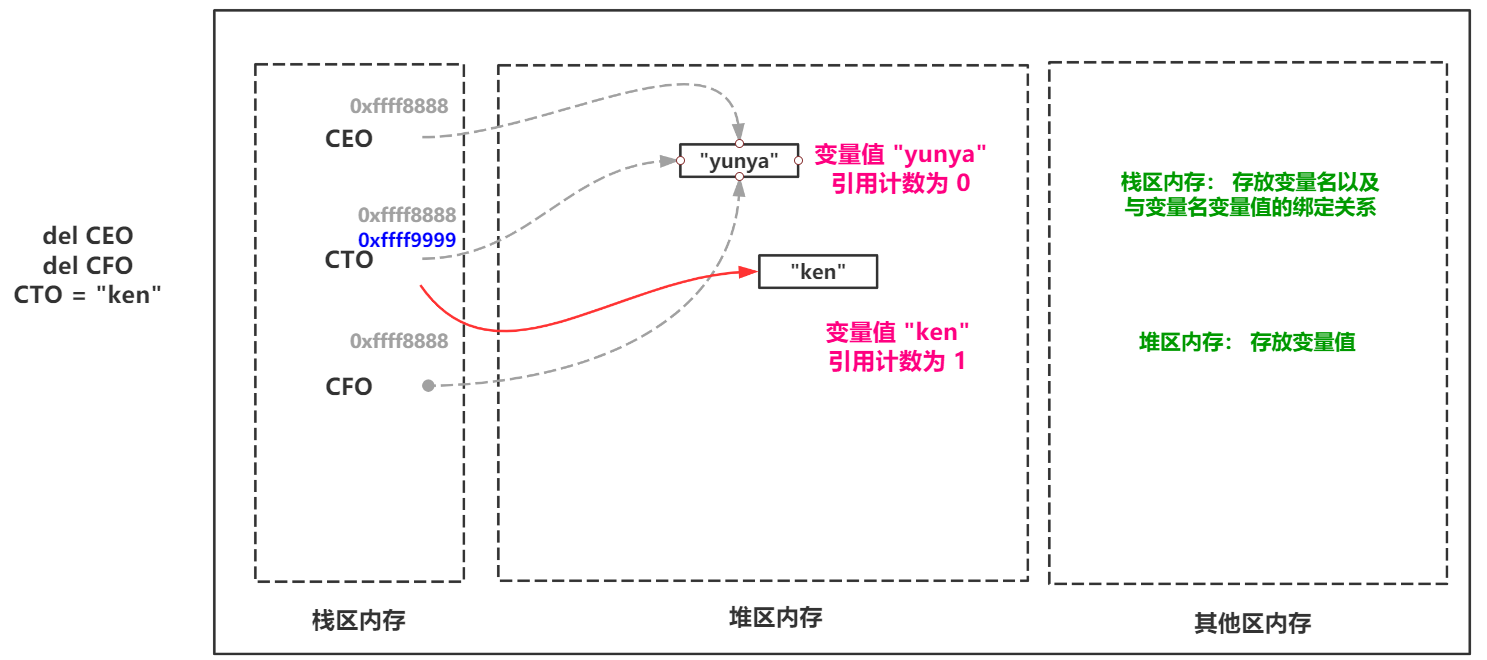 del CEO
del CFO
CTO = "ken"
0xffff8888
CEO
0xffff8888
0xffff9999
CTO
0xffff8888
CFO
栈区内存
"yunya"
变量值 "yunya"
引用计数为 0
"ken"
变量值 "ken"
引用计数为 1
堆区内存
栈区内存： 存放变量名以及
与变量名变量值的绑定关系
堆区内存： 存放变量值
其他区内存